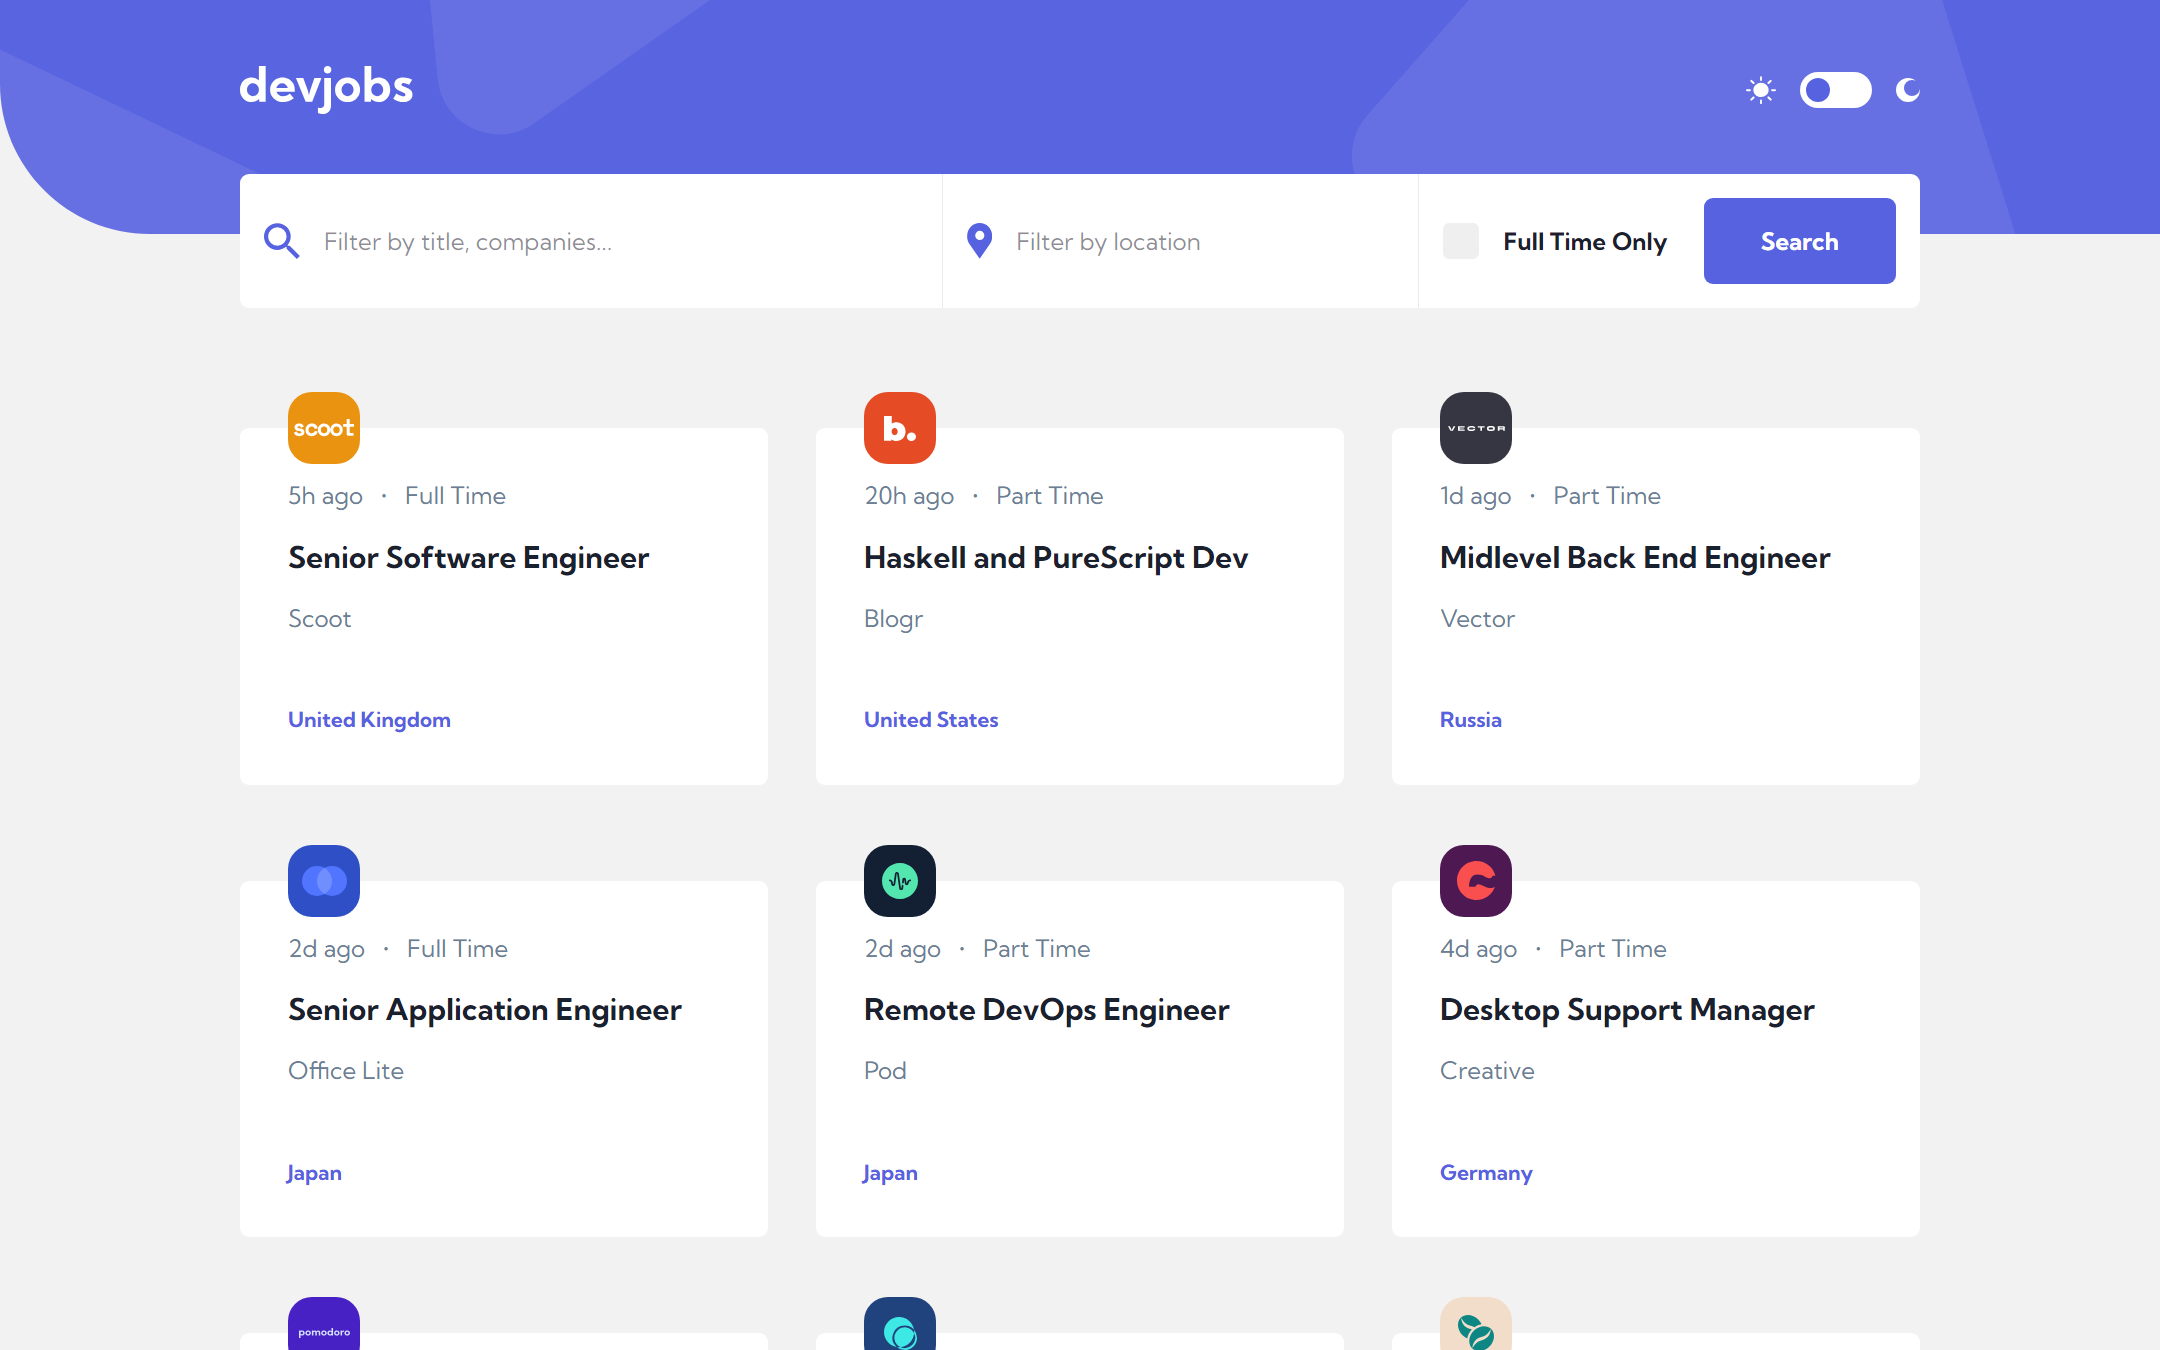 devjobs
Filter by title, companies...
Filter by location
Full Time Only
Search
scoot
5h ago · Full Time
Senior Software Engineer
Scoot
United Kingdom
b.
20h ago · Part Time
Haskell and PureScript Dev
Blogr
United States
VECTOR
1d ago · Part Time
Midlevel Back End Engineer
Vector
Russia
2d ago · Full Time
Senior Application Engineer
Office Lite
Japan
2d ago · Part Time
Remote DevOps Engineer
Pod
Japan
4d ago · Part Time
Desktop Support Manager
Creative
Germany
pomodoro